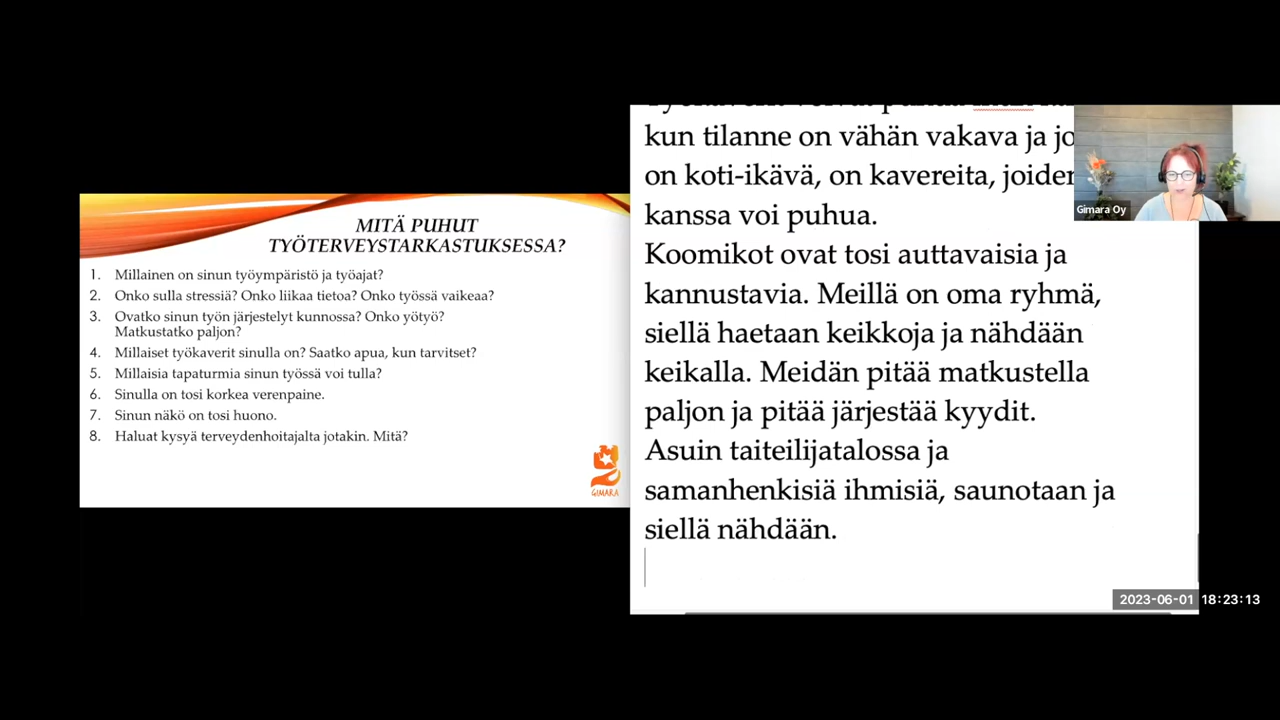 MITÄ PUHUT
TYÖTERVEYSTARKASTUKSESSA?
1. Millainen on sinun työympäristö ja työajat?
2. Onko sulla stressiä? Onko liikaa tietoa? Onko työssä vaikeaa?
3. Ovatko sinun työn järjestelyt kunnossa? Onko yötyö?
Matkustatko paljon?
4. Millaiset työkaverit sinulla on? Saatko apua, kun tarvitset?
5. Millaisia tapaturmia sinun työssä voi tulla?
6. Sinulla on tosi korkea verenpaine.
7. Sinun näkö on tosi huono.
8. Haluat kysyä terveydenhoitajalta jotakin. Mitä?
GIMARA
kun tilanne on vähän vakava ja jo
on koti-ikävä, on kavereita, joiden
kanssa voi puhua.
Koomikot ovat tosi auttavaisia ja
kannustavia. Meillä on oma ryhmä,
siellä haetaan keikkoja ja nähdään
keikalla. Meidän pitää matkustella
paljon ja pitää järjestää kyydit.
Asuin taiteilijatalossa ja
samanhenkisiä ihmisiä, saunotaan ja
siellä nähdään.
Gimara Oy
2023-06-01 18:23:13